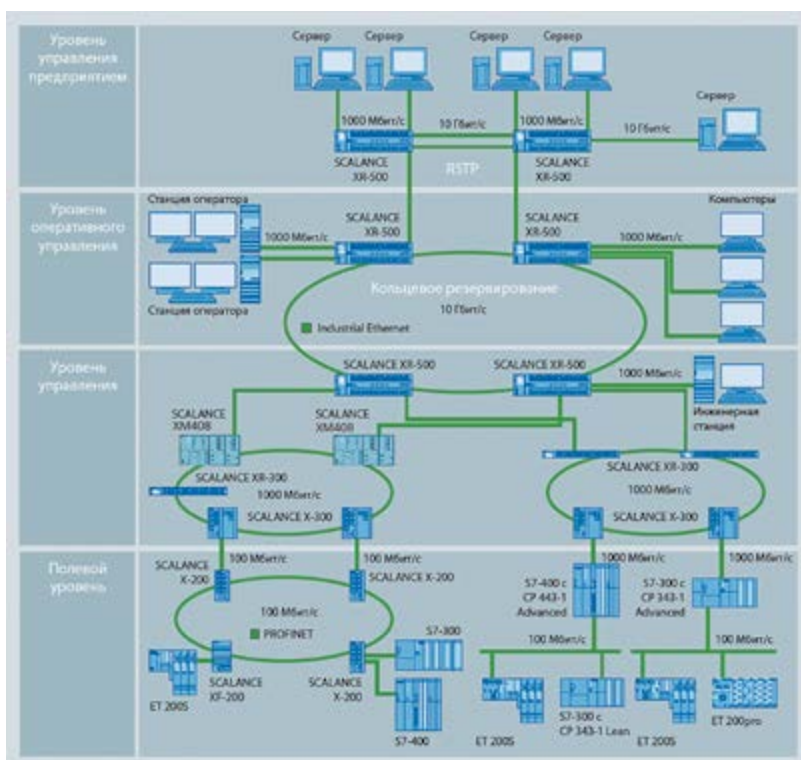 Уровень
управления
предприятием
Сервер
Сервер
Сервер
Сервер
Сервер
1000 Мбит/с
10 Гбит/с
1000 Мбит/с
10 Гбит/с
SCALANCE
XR-500
RSTP
SCALANCE
XR-500
Уровень
оперативного
управления
Станция оператора
1000 Мбит/с
Станция оператора
SCALANCE
XR-500
SCALANCE
XR-500
1000 Мбит/с
Компьютеры
Кольцевое резервирование
10 Гбит/с
Industrial Ethernet
Уровень
управления
SCALANCE XR-500
SCALANCE XR-500
1000 Мбит/с
Инженерная
станция
SCALANCE
XM408
SCALANCE
XM408
SCALANCE XR-300
1000 Мбит/с
SCALANCE X-300
SCALANCE XR-300
1000 Мбит/с
SCALANCE X-300
Полевой
уровень
100 Мбит/с
100 Мбит/с
SCALANCE
X-200
SCALANCE X-200
100 Мбит/с
PROFINET
ET 200S
SCALANCE
XF-200
SCALANCE
X-200
S7-300
S7-400
1000 Мбит/с
1000 Мбит/с
S7-400 с
CP 443-1
Advanced
S7-300 с
CP 343-1
Advanced
100 Мбит/с
100 Мбит/с
ET 200S
S7-300 с
CP 343-1 Lean
ET 200S
ET 200pro